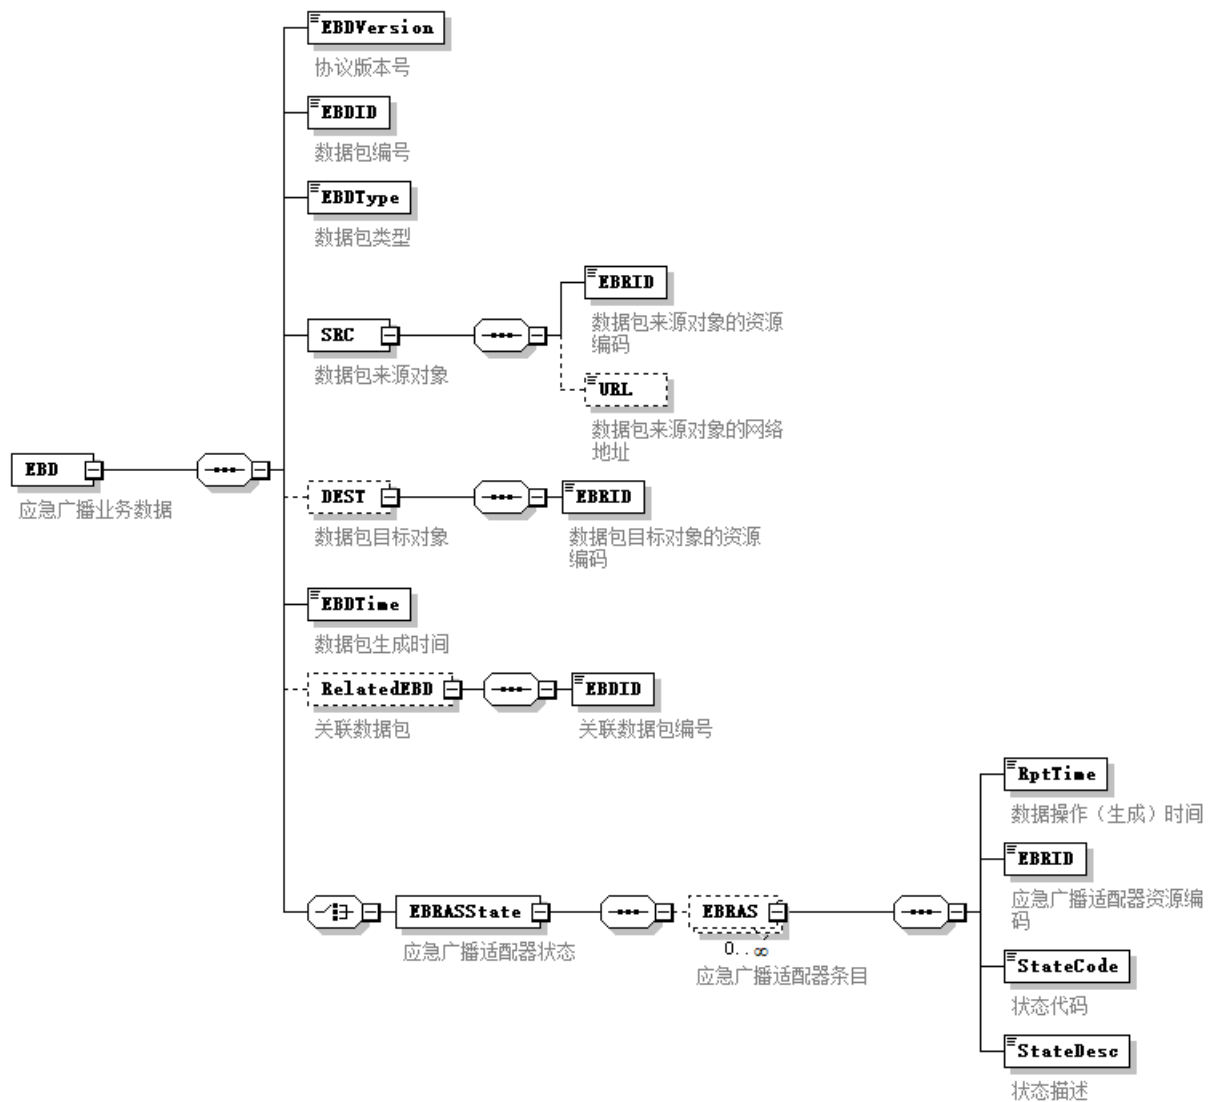 EBDVersion
协议版本号
EBDID
数据包编号
EBDType
数据包类型
EBRID
数据包来源对象的资源
编码
SRC
数据包来源对象
URL
数据包来源对象的网络
地址
EBD
应急广播业务数据
DEST
数据包目标对象
EBRID
数据包目标对象的资源
编码
EBDTime
数据包生成时间
RelatedEBD
关联数据包
EBDID
关联数据包编号
RptTime
数据操作（生成）时间
EBRID
应急广播适配器资源编
码
EBRASState
应急广播适配器状态
EBRAS
0..∞
应急广播适配器条目
StateCode
状态代码
StateDesc
状态描述